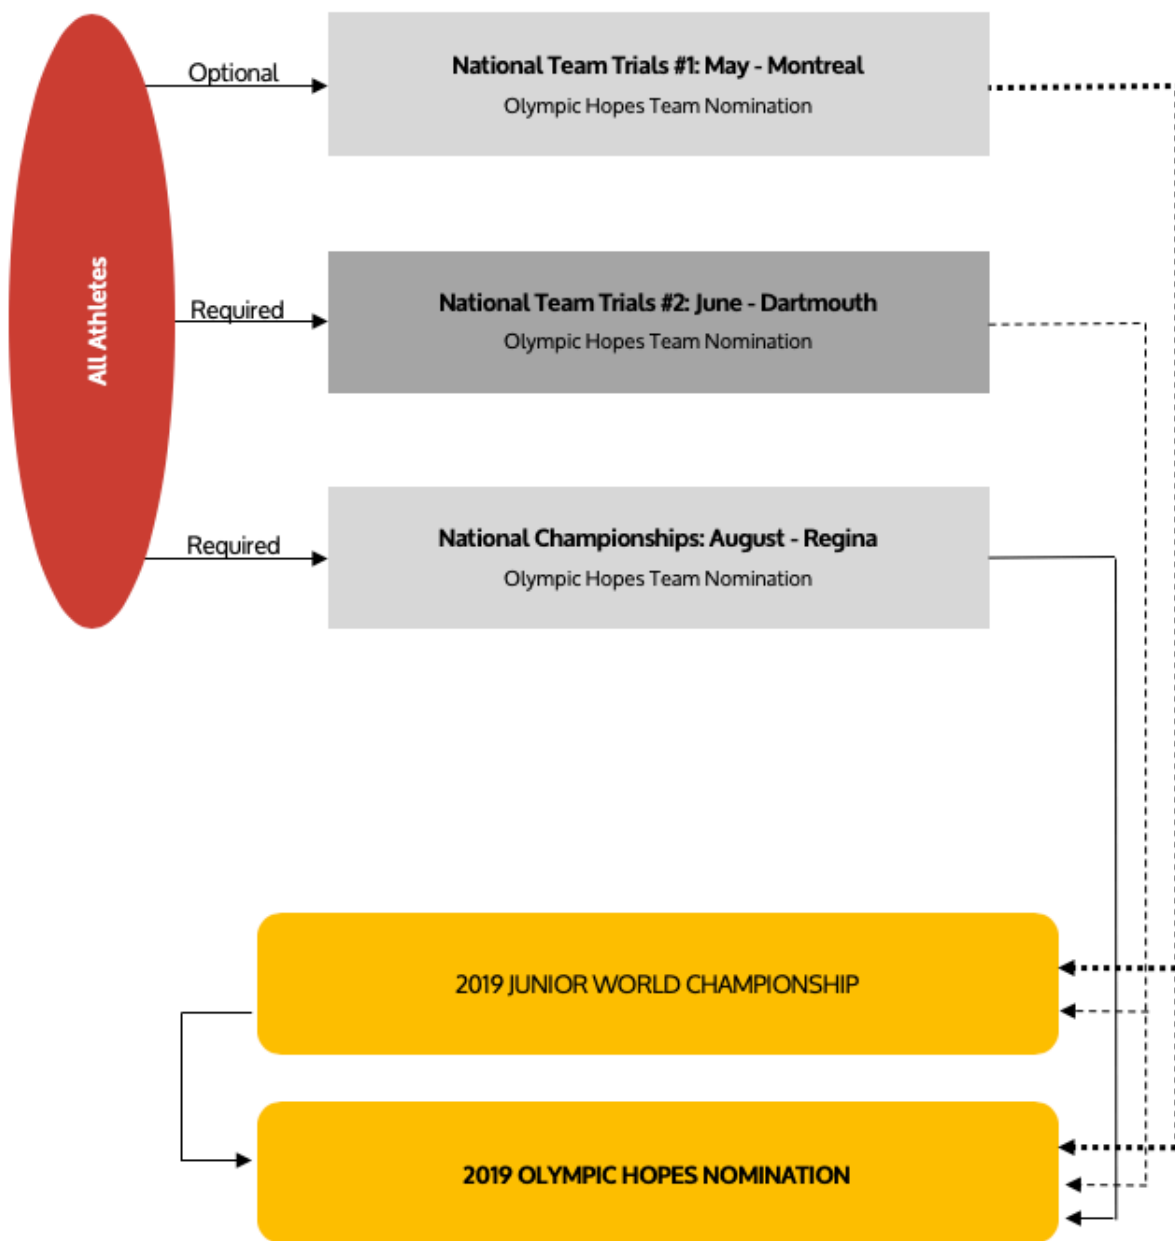 All Athletes
Optional
National Team Trials #1: May - Montreal
Olympic Hopes Team Nomination
Required
National Team Trials #2: June - Dartmouth
Olympic Hopes Team Nomination
Required
National Championships: August - Regina
Olympic Hopes Team Nomination
2019 JUNIOR WORLD CHAMPIONSHIP
2019 OLYMPIC HOPES NOMINATION